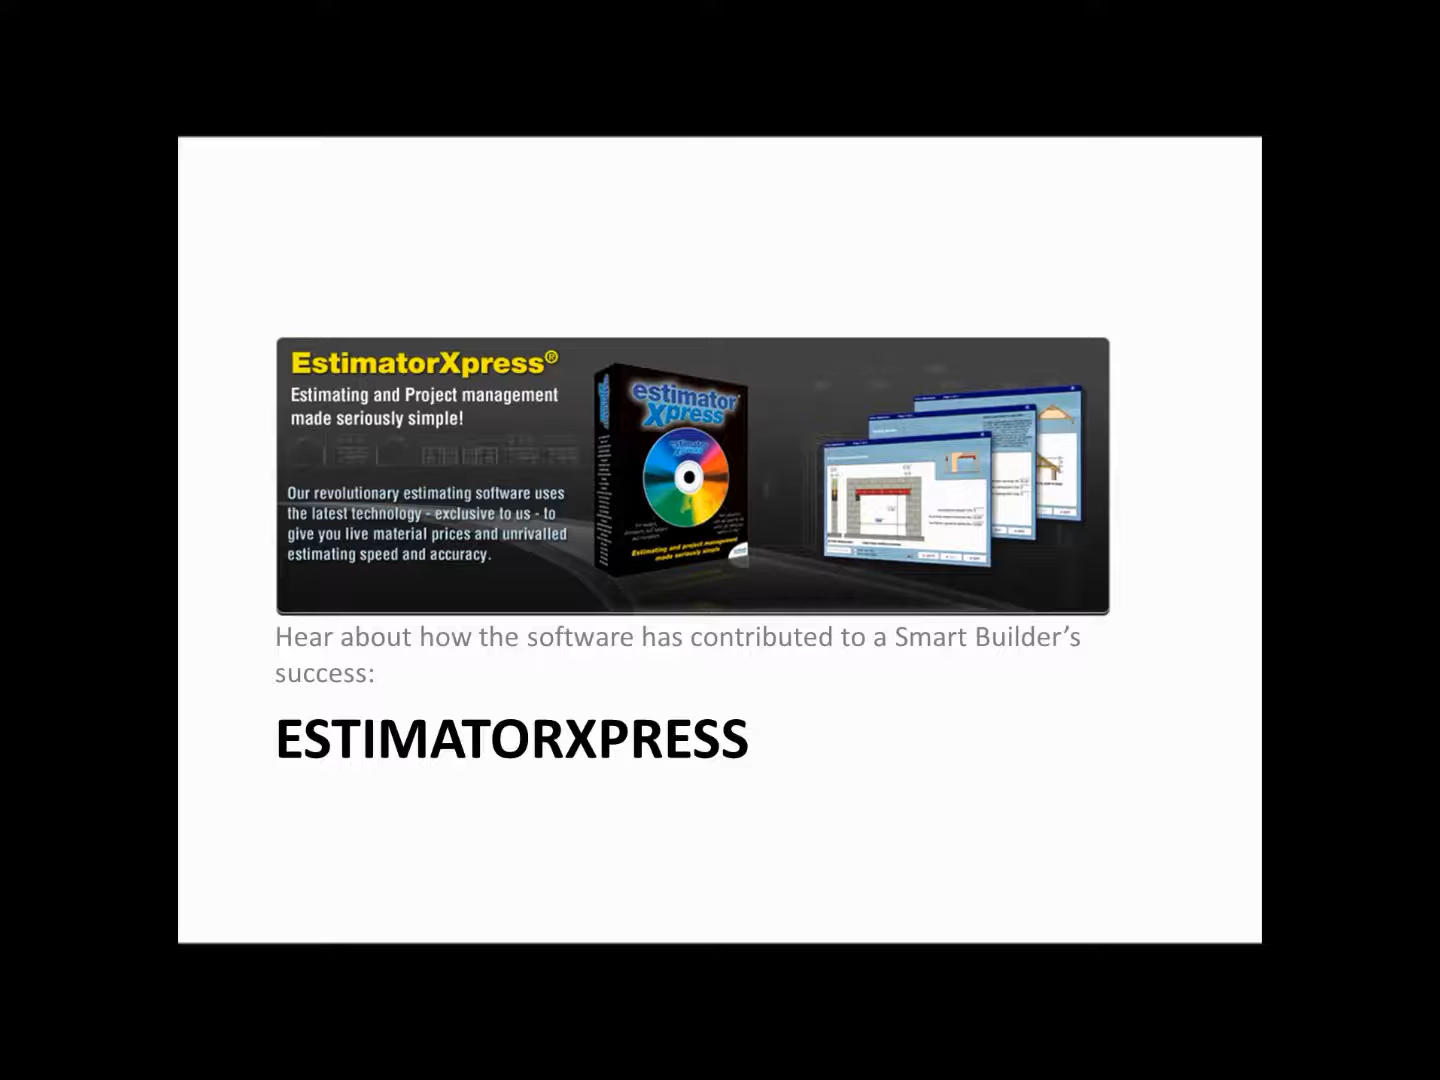 EstimatorXpress®
Estimating and Project management
made seriously simple!
Our revolutionary estimating software uses
the latest technology - exclusive to us - to
give you live material prices and unrivalled
estimating speed and accuracy.
estimator
Xpress
estimator
Xpress
Estimating and project management
made seriously simple
Hear about how the software has contributed to a Smart Builder’s
success:
ESTIMATORXPRESS